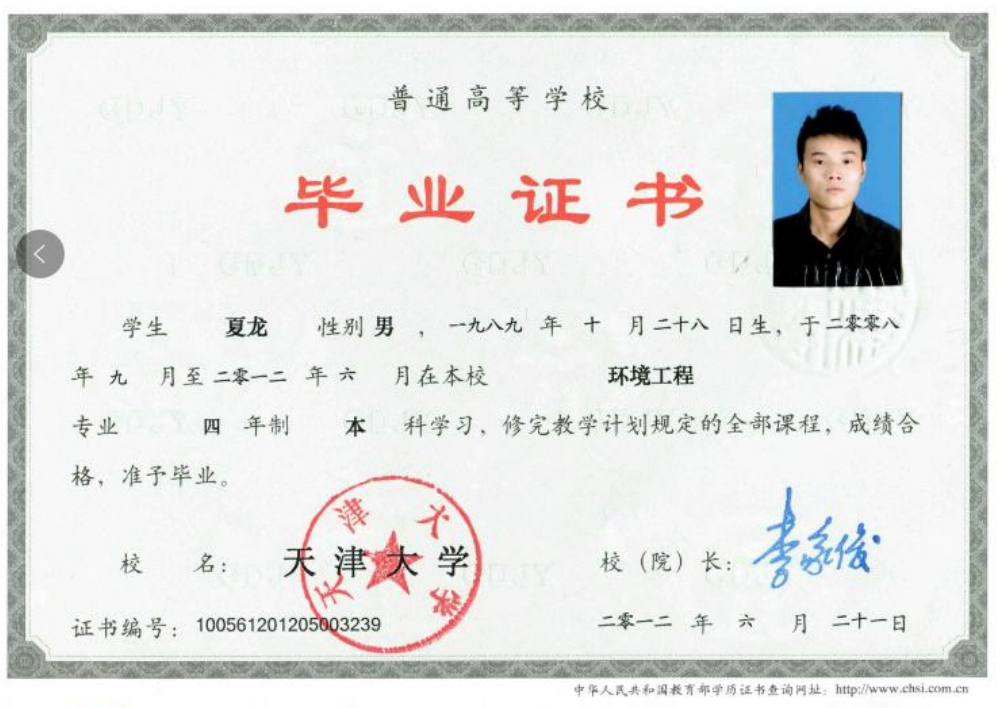 普通高等学校
毕业证书
学生 夏龙 性别 男 ，一九八九 年 十 月 二十八 日生，于 二零零八
年 九 月至 二零一二 年 六 月在本校 环境工程
专业 四 年制 本 科学习，修完教学计划规定的全部课程，成绩合
格，准予毕业。
校 名： 天津大学
天津大学
校（院）长：李家俊
证书编号：100561201205003239
二零一二 年 六 月 二十一日
中华人民共和国教育部学历证书查询网址：http://www.chsi.com.cn